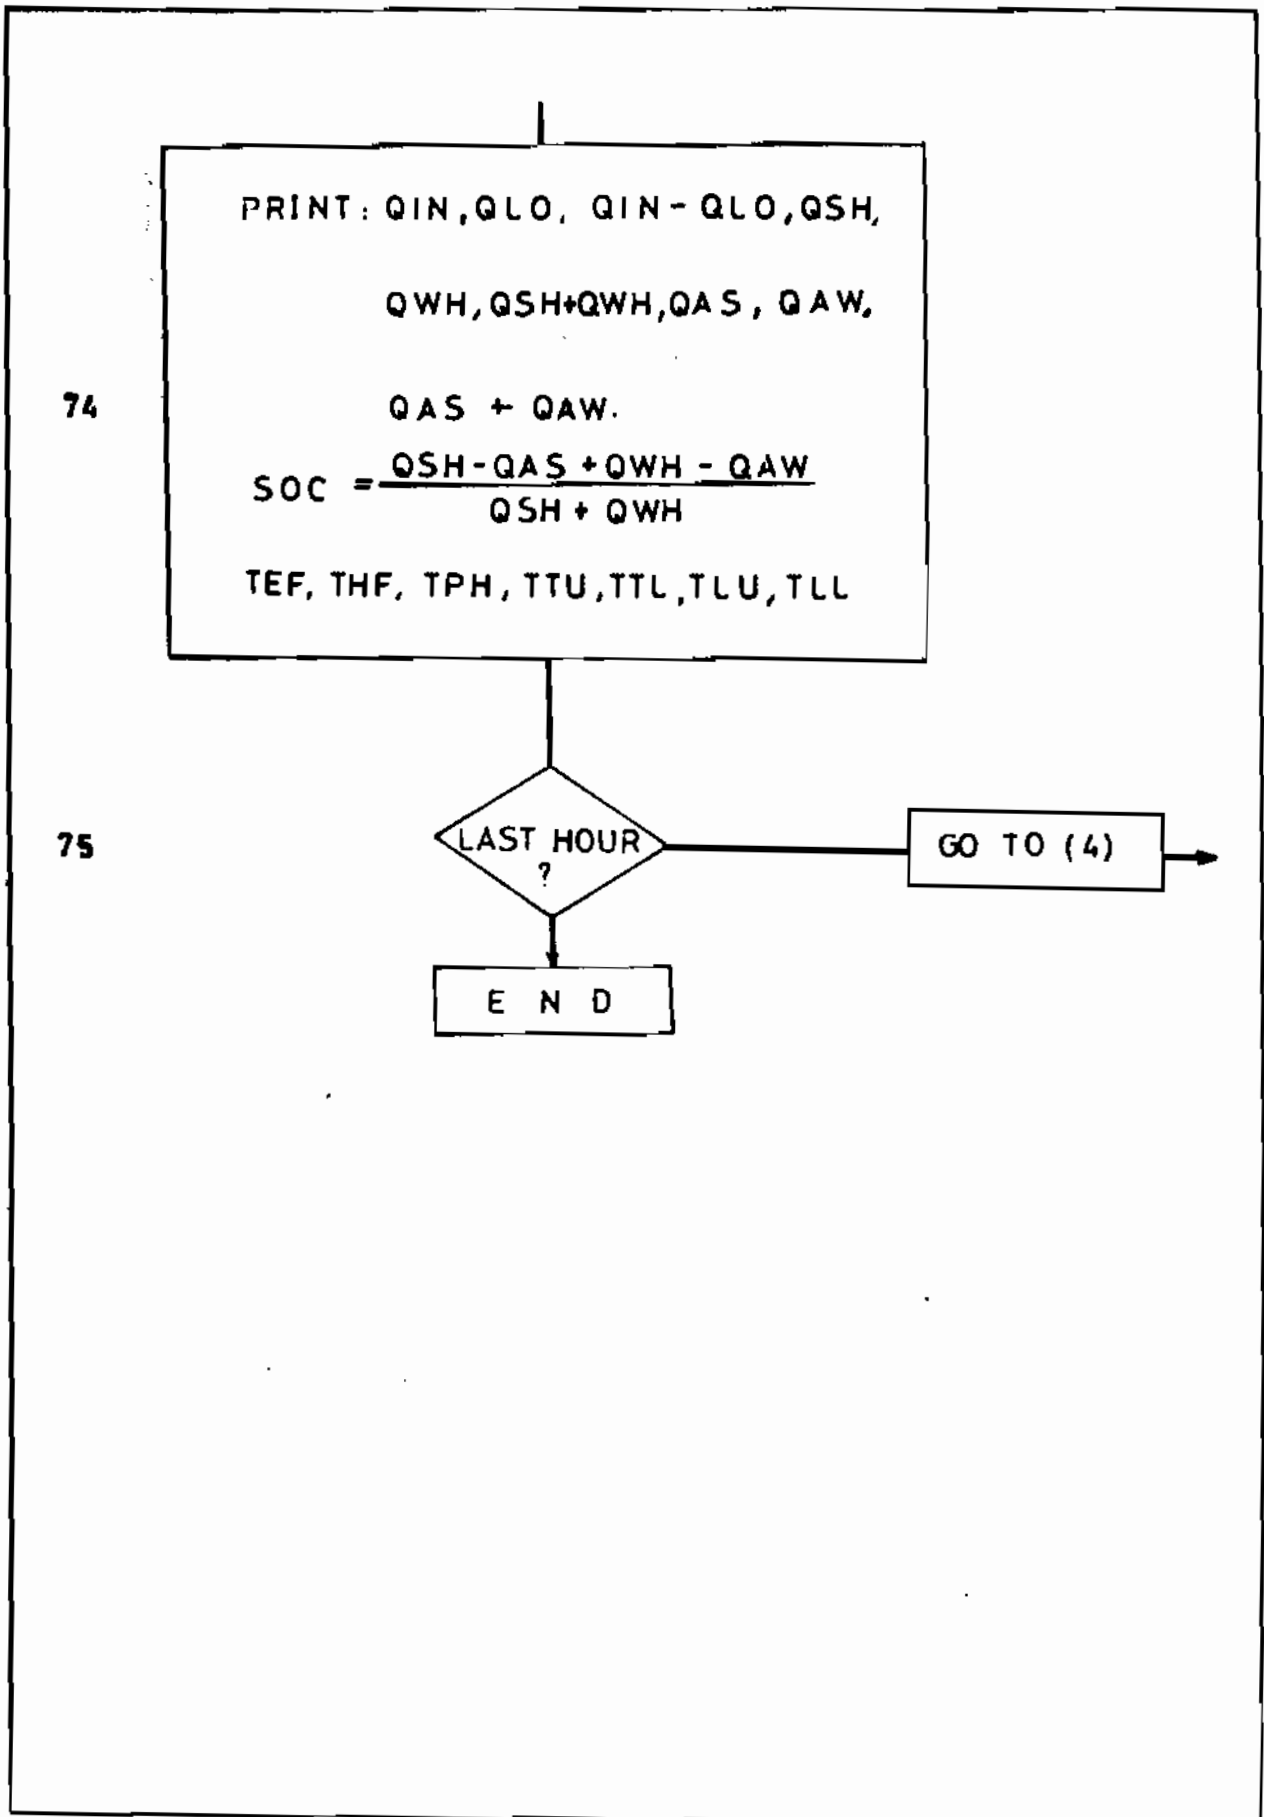 PRINT: QIN, QLO, QIN - QLO, QSH,
QWH, QSH+QWH, QAS, QAW,
74
QAS + QAW.
SOC = QSH - QAS + QWH - QAW
QSH + QWH
TEF, THF, TPH, TTU, TTL, TLU, TLL
75
LAST HOUR
?
GO TO (4)
E N D